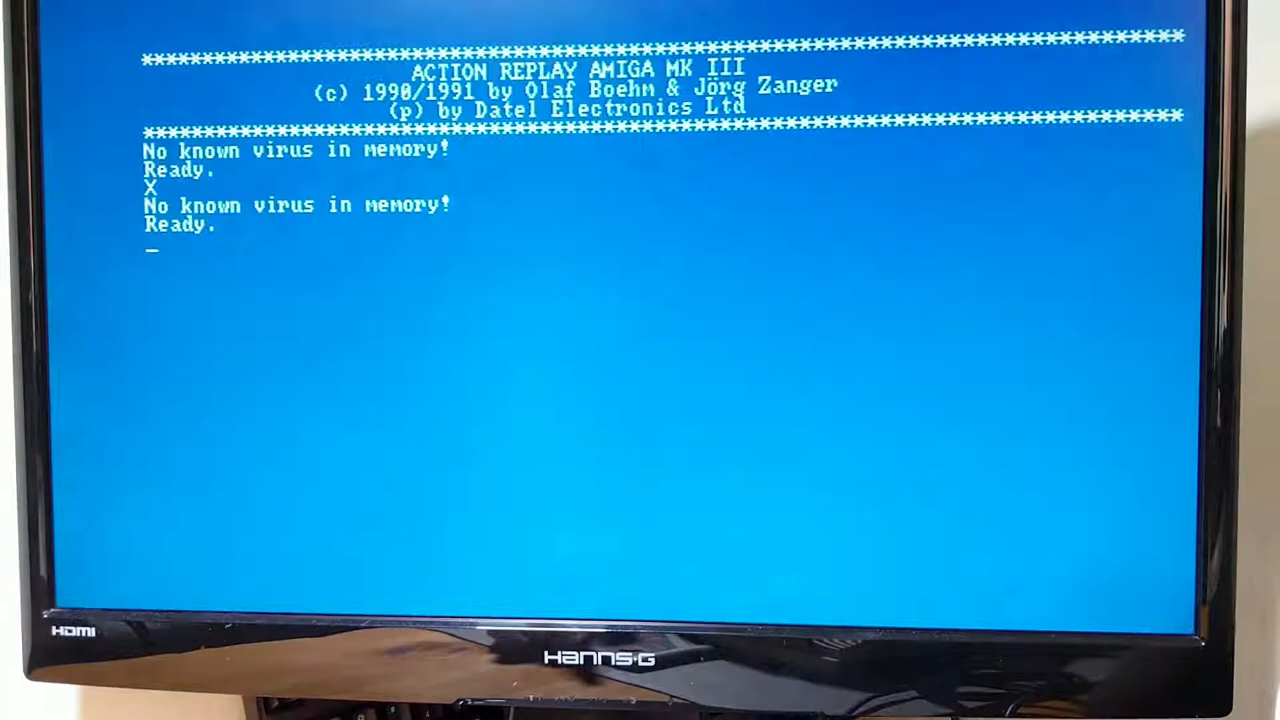 ************************************************************************************
ACTION REPLAY AMIGA MK III
(c) 1990/1991 by Olaf Boehm & Jörg Zanger
(p) by Datel Electronics Ltd
************************************************************************************
No known virus in memory!
Ready.
X
No known virus in memory!
Ready.
_
HDMI
HANNS·G